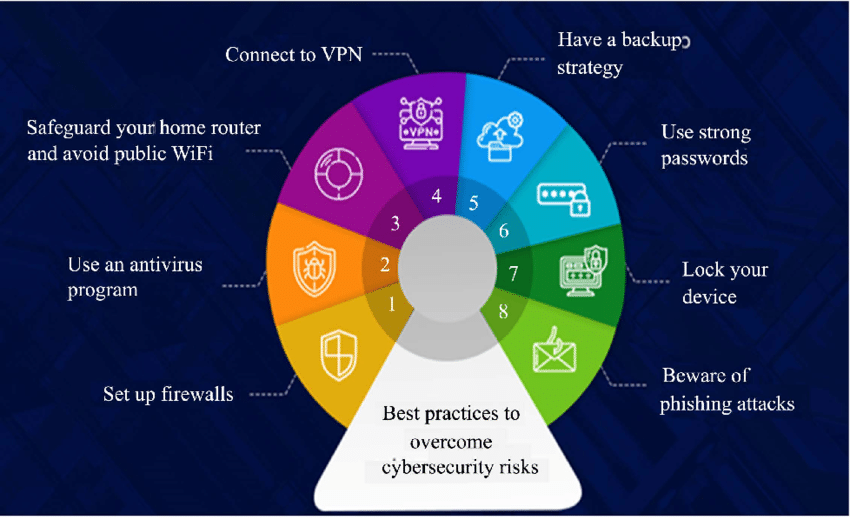 Connect to VPN
Have a backup
strategy
Safeguard your home router
and avoid public WiFi
Use strong
passwords
VPN
4
5
3
6
Use an antivirus
program
2
7
Lock your
device
1
8
Set up firewalls
Beware of
phishing attacks
Best practices to
overcome
cybersecurity risks